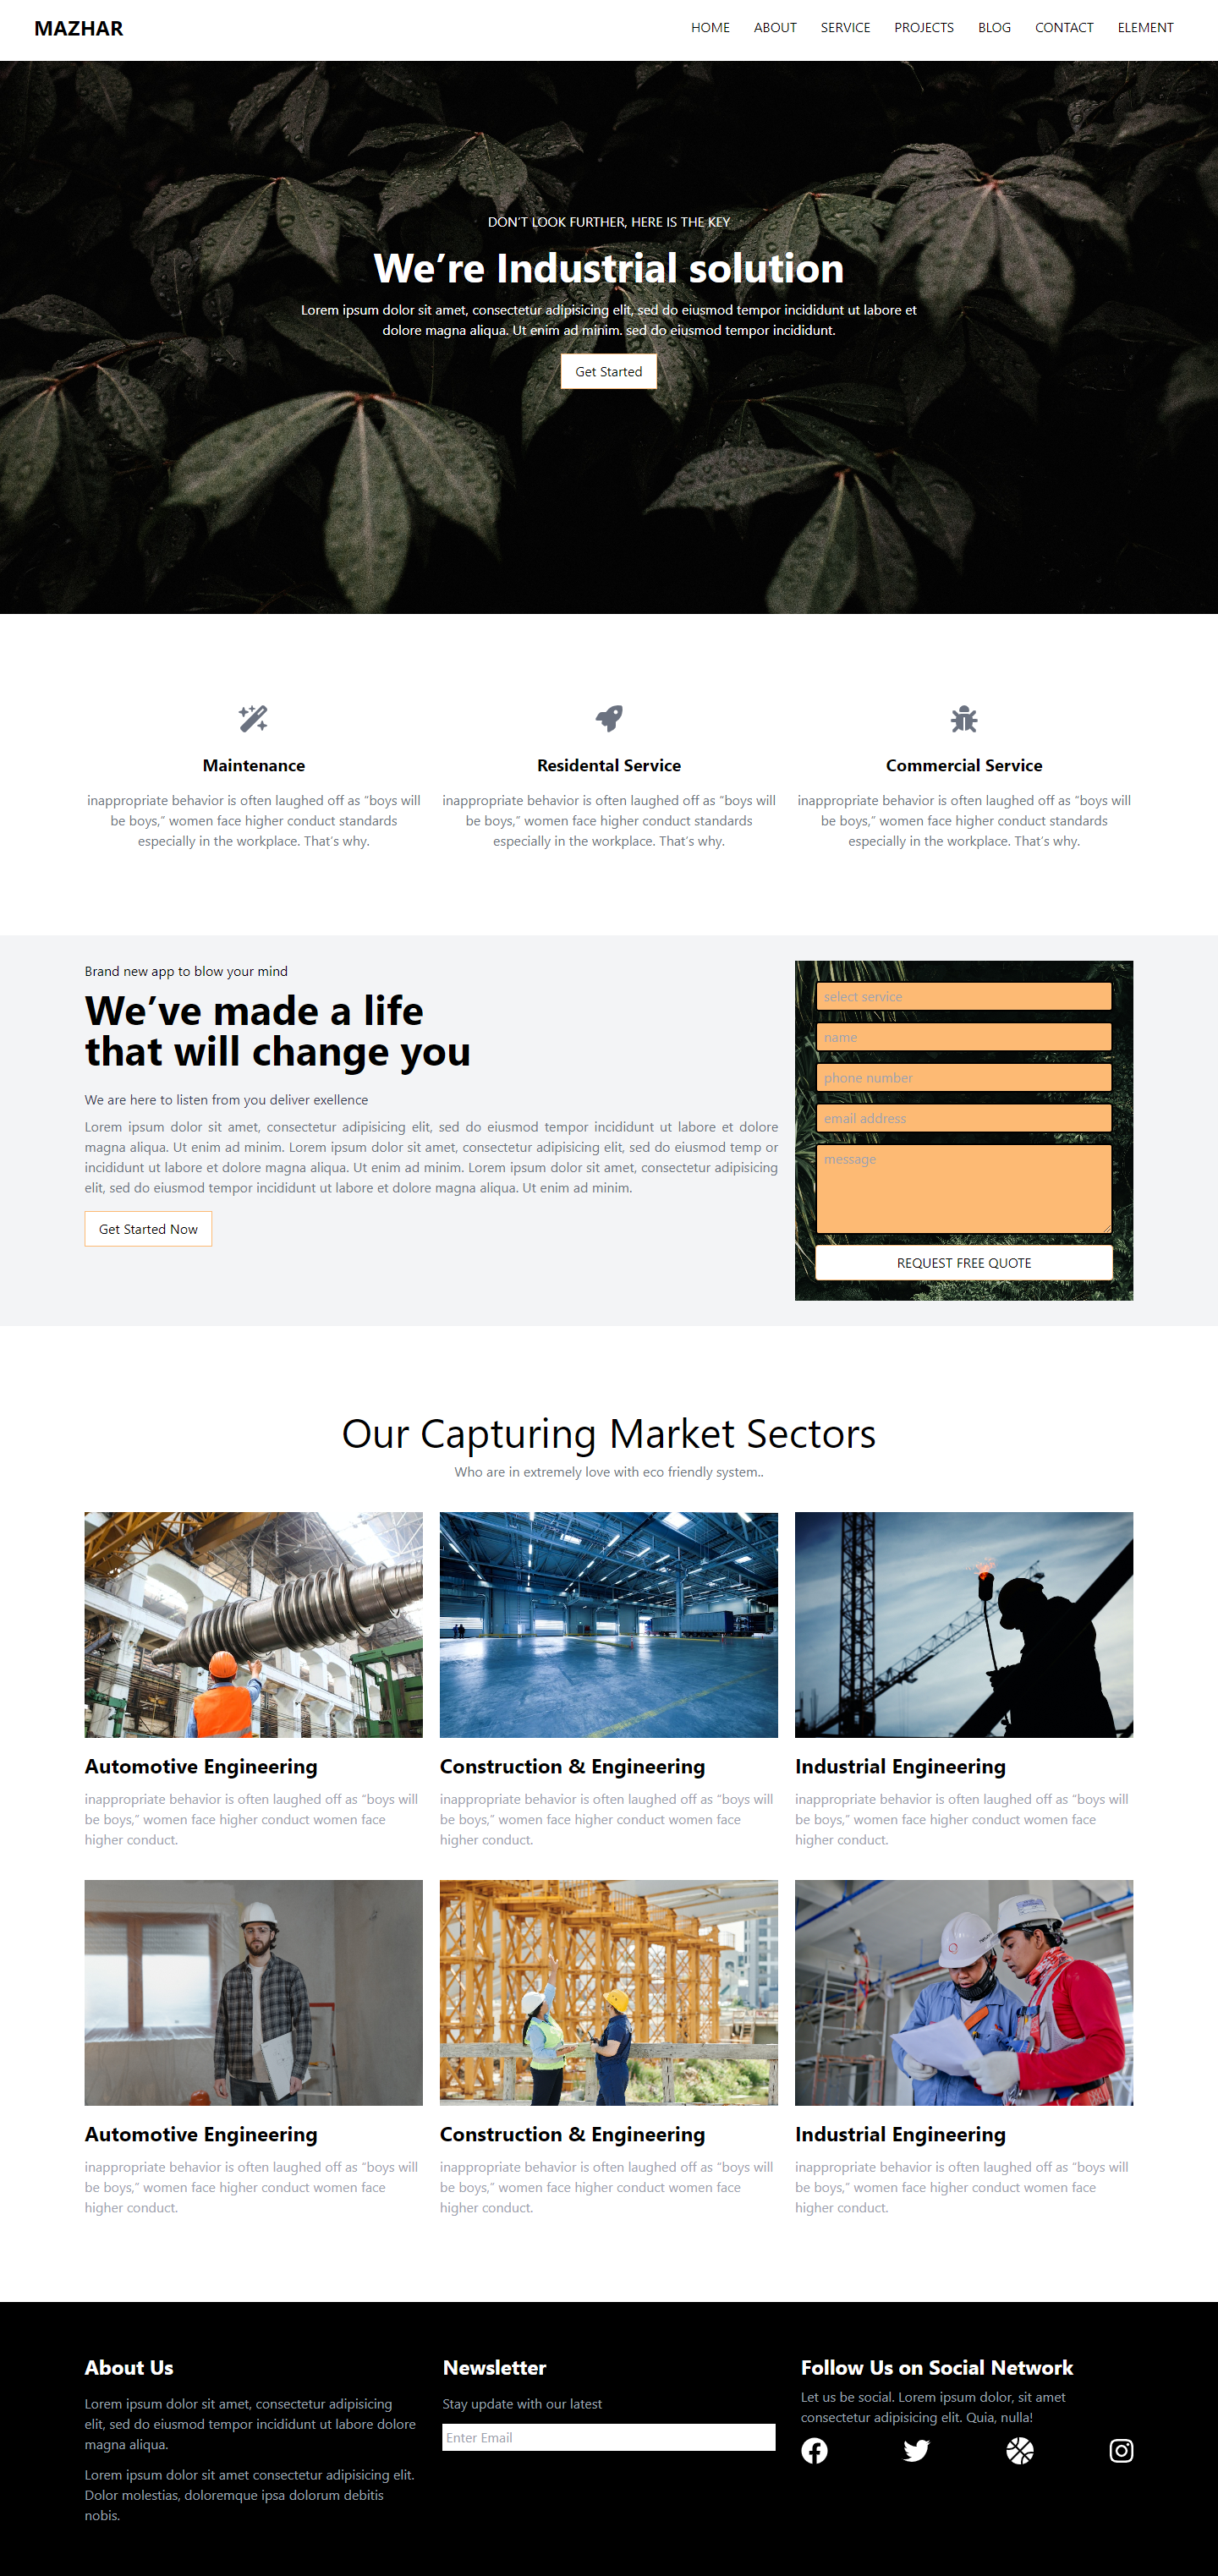 MAZHAR
HOME ABOUT SERVICE PROJECTS BLOG CONTACT ELEMENT
DON'T LOOK FURTHER, HERE IS THE KEY
We're Industrial solution
Lorem ipsum dolor sit amet, consectetur adipisicing elit, sed do eiusmod tempor incididunt ut labore et
dolore magna aliqua. Ut enim ad minim. sed do eiusmod tempor incididunt.
Get Started
Maintenance
inappropriate behavior is often laughed off as “boys will
be boys,” women face higher conduct standards
especially in the workplace. That’s why.
Residental Service
inappropriate behavior is often laughed off as “boys will
be boys,” women face higher conduct standards
especially in the workplace. That’s why.
Commercial Service
inappropriate behavior is often laughed off as “boys will
be boys,” women face higher conduct standards
especially in the workplace. That’s why.
Brand new app to blow your mind
We’ve made a life
that will change you
We are here to listen from you deliver exellence
Lorem ipsum dolor sit amet, consectetur adipisicing elit, sed do eiusmod tempor incididunt ut labore et dolore
magna aliqua. Ut enim ad minim. Lorem ipsum dolor sit amet, consectetur adipisicing elit, sed do eiusmod temp or
incididunt ut labore et dolore magna aliqua. Ut enim ad minim. Lorem ipsum dolor sit amet, consectetur adipisicing
elit, sed do eiusmod tempor incididunt ut labore et dolore magna aliqua. Ut enim ad minim.
Get Started Now
select service
name
phone number
email address
message
REQUEST FREE QUOTE
Our Capturing Market Sectors
Who are in extremely love with eco friendly system..
Automotive Engineering
inappropriate behavior is often laughed off as “boys will
be boys,” women face higher conduct women face
higher conduct.
Construction & Engineering
inappropriate behavior is often laughed off as “boys will
be boys,” women face higher conduct women face
higher conduct.
Industrial Engineering
inappropriate behavior is often laughed off as “boys will
be boys,” women face higher conduct women face
higher conduct.
Automotive Engineering
inappropriate behavior is often laughed off as “boys will
be boys,” women face higher conduct women face
higher conduct.
Construction & Engineering
inappropriate behavior is often laughed off as “boys will
be boys,” women face higher conduct women face
higher conduct.
Industrial Engineering
inappropriate behavior is often laughed off as “boys will
be boys,” women face higher conduct women face
higher conduct.
About Us
Lorem ipsum dolor sit amet, consectetur adipisicing
elit, sed do eiusmod tempor incididunt ut labore dolore
magna aliqua.
Lorem ipsum dolor sit amet consectetur adipisicing elit.
Dolor molestias, doloremque ipsa dolorum debitis
nobis.
Newsletter
Stay update with our latest
Enter Email
Follow Us on Social Network
Let us be social. Lorem ipsum dolor, sit amet
consectetur adipisicing elit. Quia, nulla!